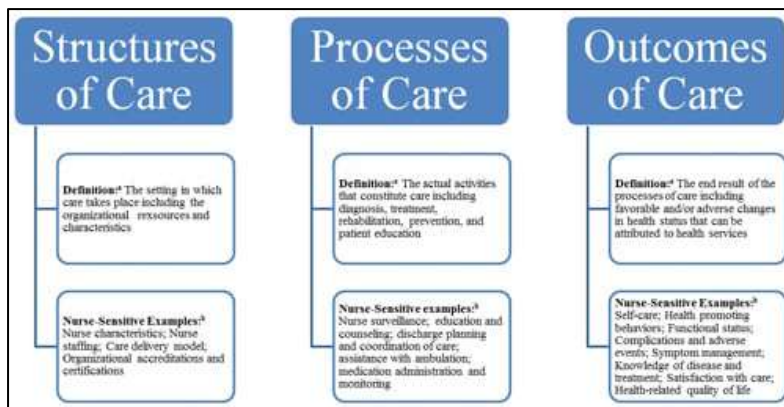 Structures
of Care
Definition:ᵃ The setting in which
care takes place including the
organizational rexsources and
characteristics
Nurse-Sensitive Examples:ᵇ
Nurse characteristics; Nurse
staffing; Care delivery model;
Organizational accreditations and
certifications
Processes
of Care
Definition:ᵃ The actual activities
that constitute care including
diagnosis, treatment,
rehabilitation, prevention, and
patient education
Nurse-Sensitive examples:ᵇ
Nurse surveillance; education and
counseling; discharge planning
and coordination of care;
assistance with ambulation;
medication administration and
monitoring
Outcomes
of Care
Definition:ᵃ The end result of the
processes of care including
favorable and/or adverse changes
in health status that can be
attributed to health services
Nurse-Sensitive Examples:ᵇ
Self-care; Health promoting
behaviors; Functional status;
Complications and adverse
events; Symptom management;
Knowledge of disease and
treatment; Satisfaction with care;
Health-related quality of life